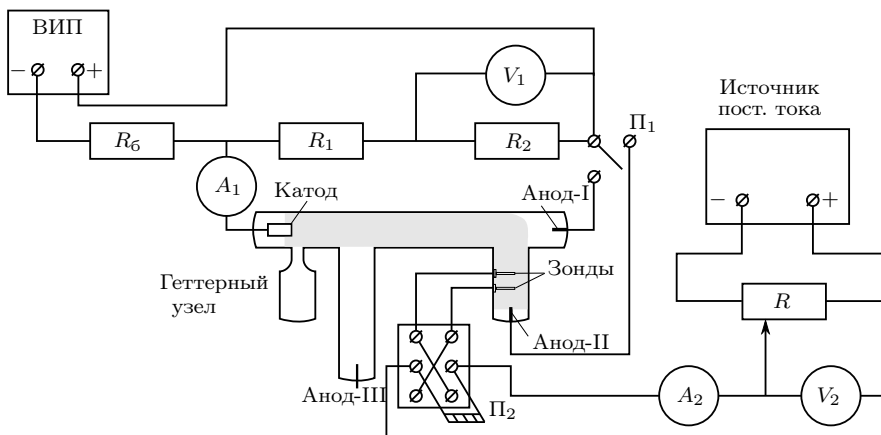 ВИП
− +
V₁
Источник
пост. тока
− +
R_б
R₁
R₂
П₁
A₁
Катод
Анод-I
Геттерный
узел
Зонды
R
Анод-II
Анод-III
П₂
A₂
V₂